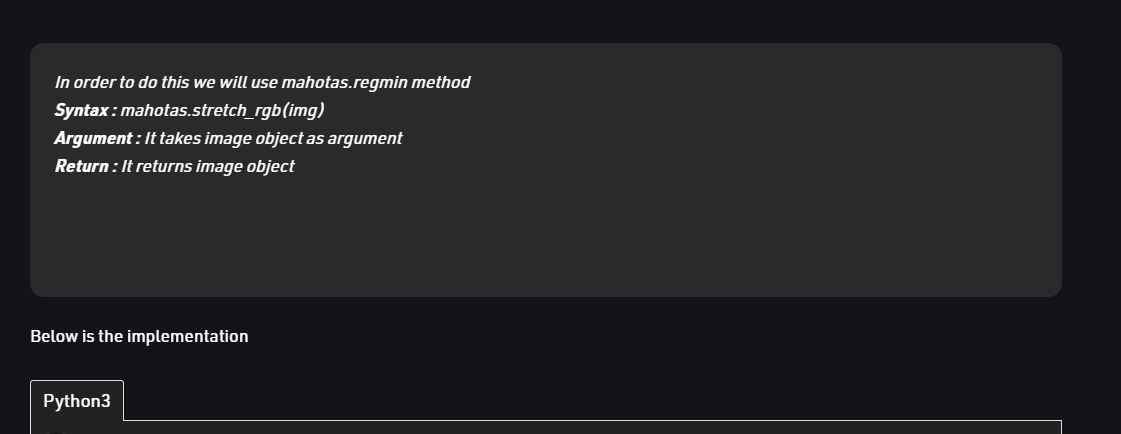 In order to do this we will use mahotas.regmin method
Syntax : mahotas.stretch_rgb(img)
Argument : It takes image object as argument
Return : It returns image object
Below is the implementation
Python3